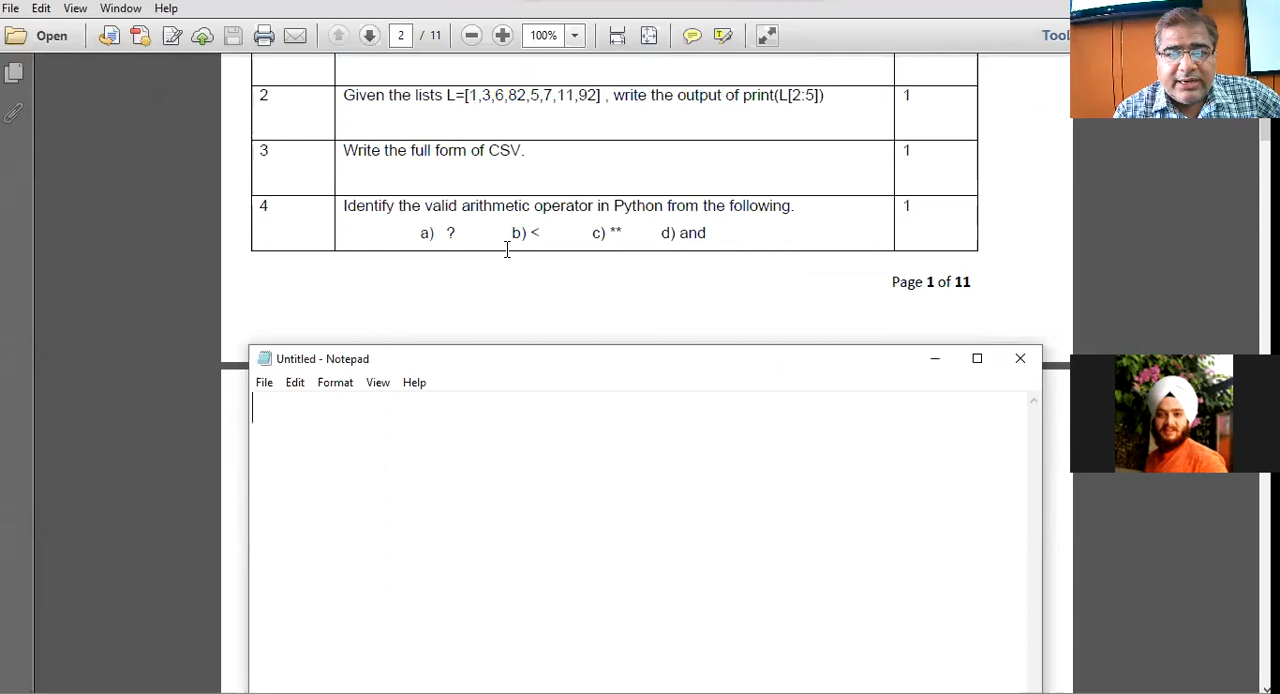 File Edit View Window Help
Open 2 / 11 100% Tool
2 Given the lists L=[1,3,6,82,5,7,11,92] , write the output of print(L[2:5]) 1
3 Write the full form of CSV. 1
4 Identify the valid arithmetic operator in Python from the following. 1
a) ? b) < c) ** d) and
Page 1 of 11
Untitled - Notepad
File Edit Format View Help